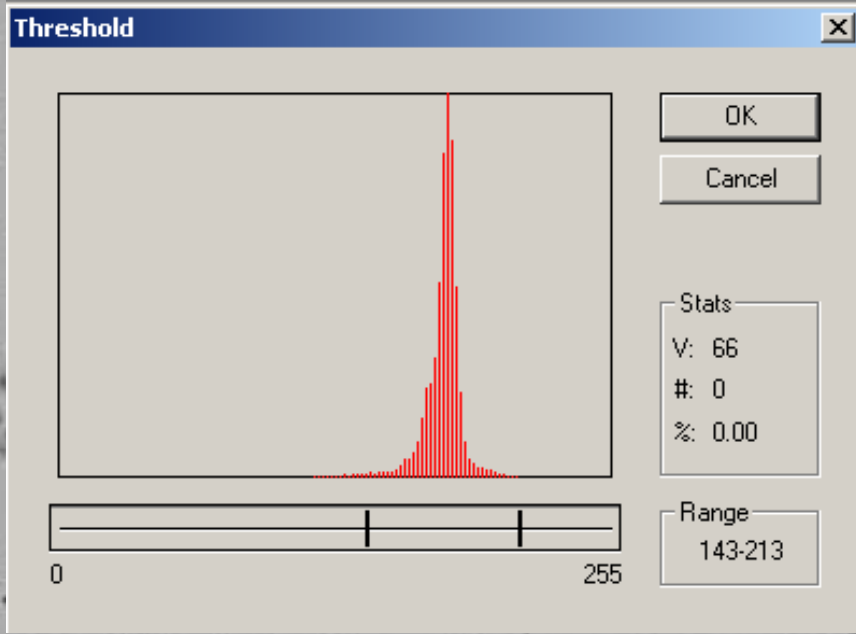 Threshold
OK
Cancel
Stats
V: 66
#: 0
%: 0.00
Range
143-213
0 255